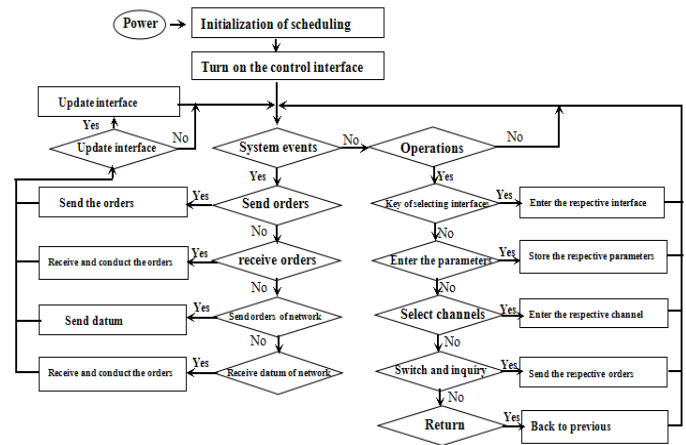 Power
Initialization of scheduling
Turn on the control interface
Update interface
Yes
No
Update interface
System events
No
Operations
No
Yes
Yes
Send the orders
Yes
Send orders
Key of selecting interfaces
Yes
Enter the respective interface
No
No
Receive and conduct the orders
Yes
receive orders
Enter the parameters
Yes
Store the respective parameters
No
No
Send datum
Yes
Send orders of network
Select channels
Yes
Enter the respective channel
No
No
Receive and conduct the orders
Yes
Receive datum of network
Switch and inquiry
Yes
Send the respective orders
No
Return
Yes
Back to previous